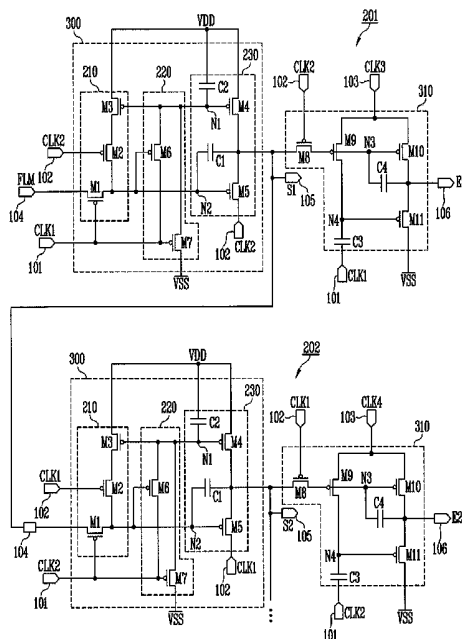 201
300
VDD
CLK2
CLK3
210
220
230
102
103
310
C2
M3
N1
M4
M9
N3
M10
CLK2
102
M2
M6
C1
M8
C4
E
106
FLM
104
M1
N2
M5
S1
105
M11
N4
CLK1
101
M7
102
CLK2
C3
VSS
101
CLK1
VSS
202
300
VDD
CLK1
CLK4
210
220
230
102
103
310
C2
M3
N1
M4
M9
N3
M10
CLK1
102
M2
M6
C1
M8
C4
E2
106
104
M1
N2
M5
S2
105
M11
N4
CLK2
101
M7
102
CLK1
C3
VSS
101
CLK2
VSS